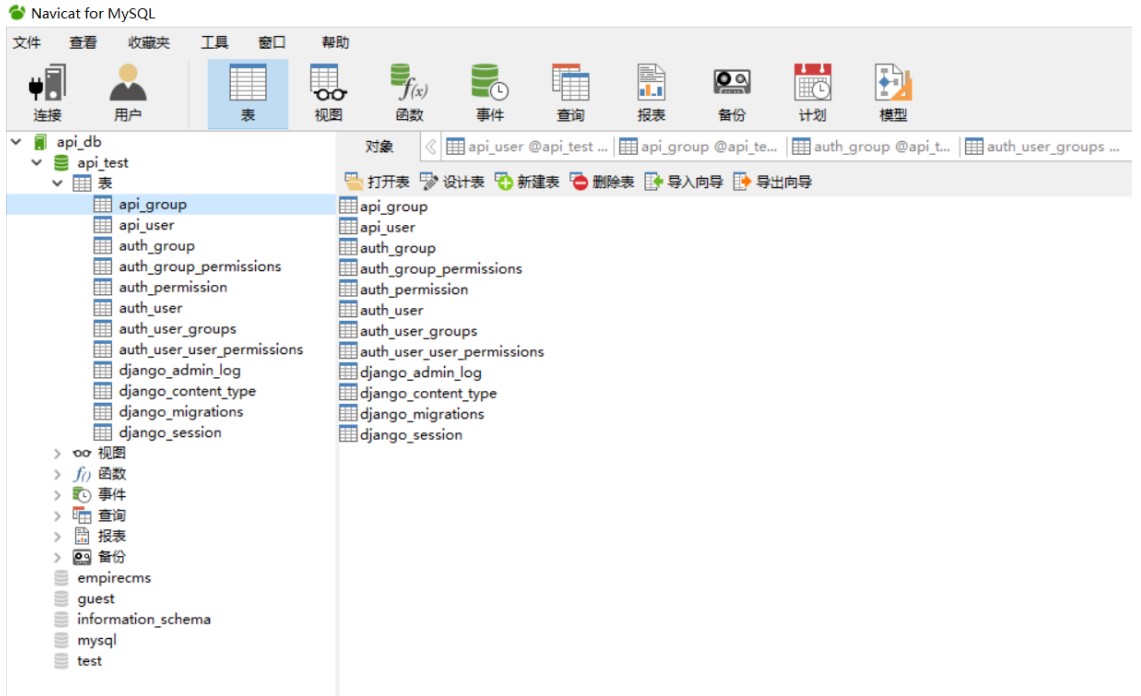 Navicat for MySQL
文件 查看 收藏夹 工具 窗口 帮助
连接 用户 表 视图 f(x) 函数 事件 查询 报表 备份 计划 模型
api_db
api_test
表
api_group
api_user
auth_group
auth_group_permissions
auth_permission
auth_user
auth_user_groups
auth_user_user_permissions
django_admin_log
django_content_type
django_migrations
django_session
视图
f() 函数
事件
查询
报表
备份
empirecms
guest
information_schema
mysql
test
对象 api_user @api_test ... api_group @api_te... auth_group @api_t... auth_user_groups ...
打开表 设计表 新建表 删除表 导入向导 导出向导
api_group
api_user
auth_group
auth_group_permissions
auth_permission
auth_user
auth_user_groups
auth_user_user_permissions
django_admin_log
django_content_type
django_migrations
django_session